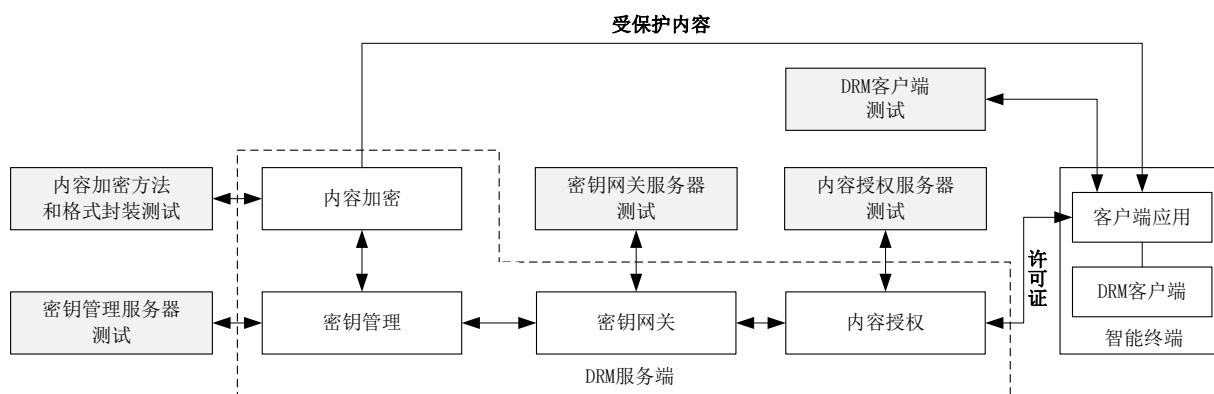 受保护内容
DRM客户端
测试
内容加密方法
和格式封装测试
内容加密
密钥网关服务器
测试
内容授权服务器
测试
客户端应用
许可证
DRM客户端
智能终端
密钥管理服务器
测试
密钥管理
密钥网关
内容授权
DRM服务端